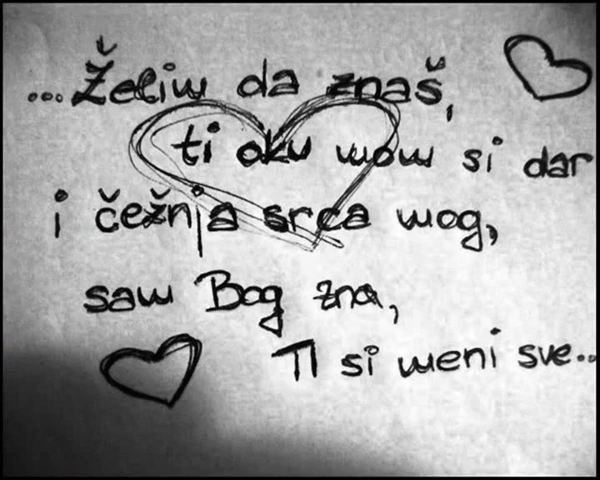 ...Želim da znaš,
ti oku mom si dar
i čežnja srca mog,
sam Bog zna,
TI si meni sve...